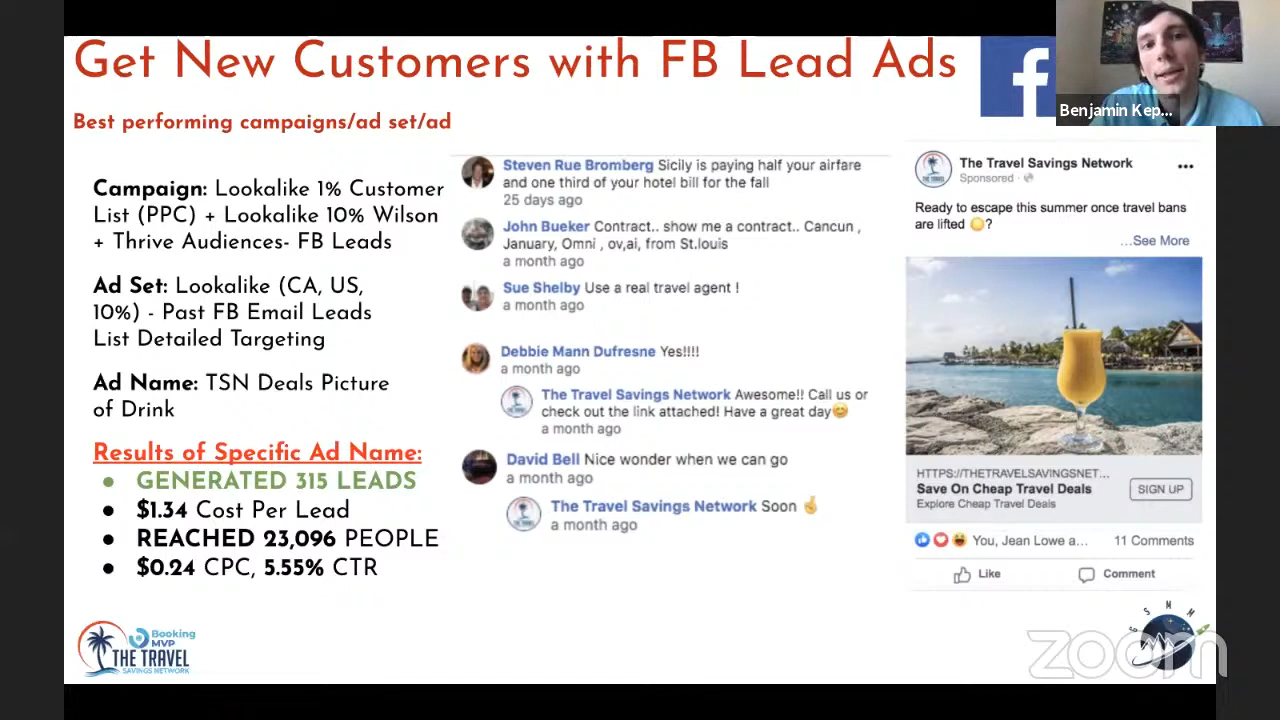 Get New Customers with FB Lead Ads
Benjamin Kep...
Best performing campaigns/ad set/ad
Campaign: Lookalike 1% Customer
List (PPC) + Lookalike 10% Wilson
+ Thrive Audiences- FB Leads
Ad Set: Lookalike (CA, US,
10%) - Past FB Email Leads
List Detailed Targeting
Ad Name: TSN Deals Picture
of Drink
Results of Specific Ad Name:
• GENERATED 315 LEADS
• $1.34 Cost Per Lead
• REACHED 23,096 PEOPLE
• $0.24 CPC, 5.55% CTR
Booking
MVP
THE TRAVEL
SAVINGS NETWORK
Steven Rue Bromberg Sicily is paying half your airfare
and one third of your hotel bill for the fall
25 days ago
John Bueker Contract.. show me a contract.. Cancun ,
January, Omni , ov,ai, from St.louis
a month ago
Sue Shelby Use a real travel agent !
a month ago
Debbie Mann Dufresne Yes!!!!
a month ago
The Travel Savings Network Awesome!! Call us or
check out the link attached! Have a great day😊
a month ago
David Bell Nice wonder when we can go
a month ago
The Travel Savings Network Soon 🤞
a month ago
The Travel Savings Network
Sponsored ·
Ready to escape this summer once travel bans
are lifted 🌞?
...See More
HTTPS://THETRAVELSAVINGSNET...
Save On Cheap Travel Deals
Explore Cheap Travel Deals
SIGN UP
You, Jean Lowe a... 11 Comments
Like Comment
GSMM
zoom